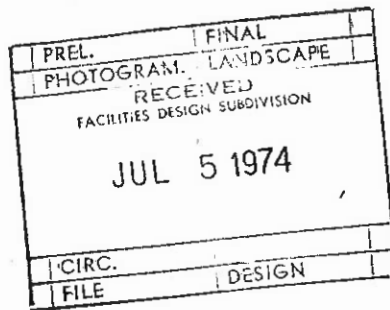 PREL. FINAL
PHOTOGRAM. LANDSCAPE
RECEIVED
FACILITIES DESIGN SUBDIVISION
JUL 5 1974
CIRC.
FILE DESIGN